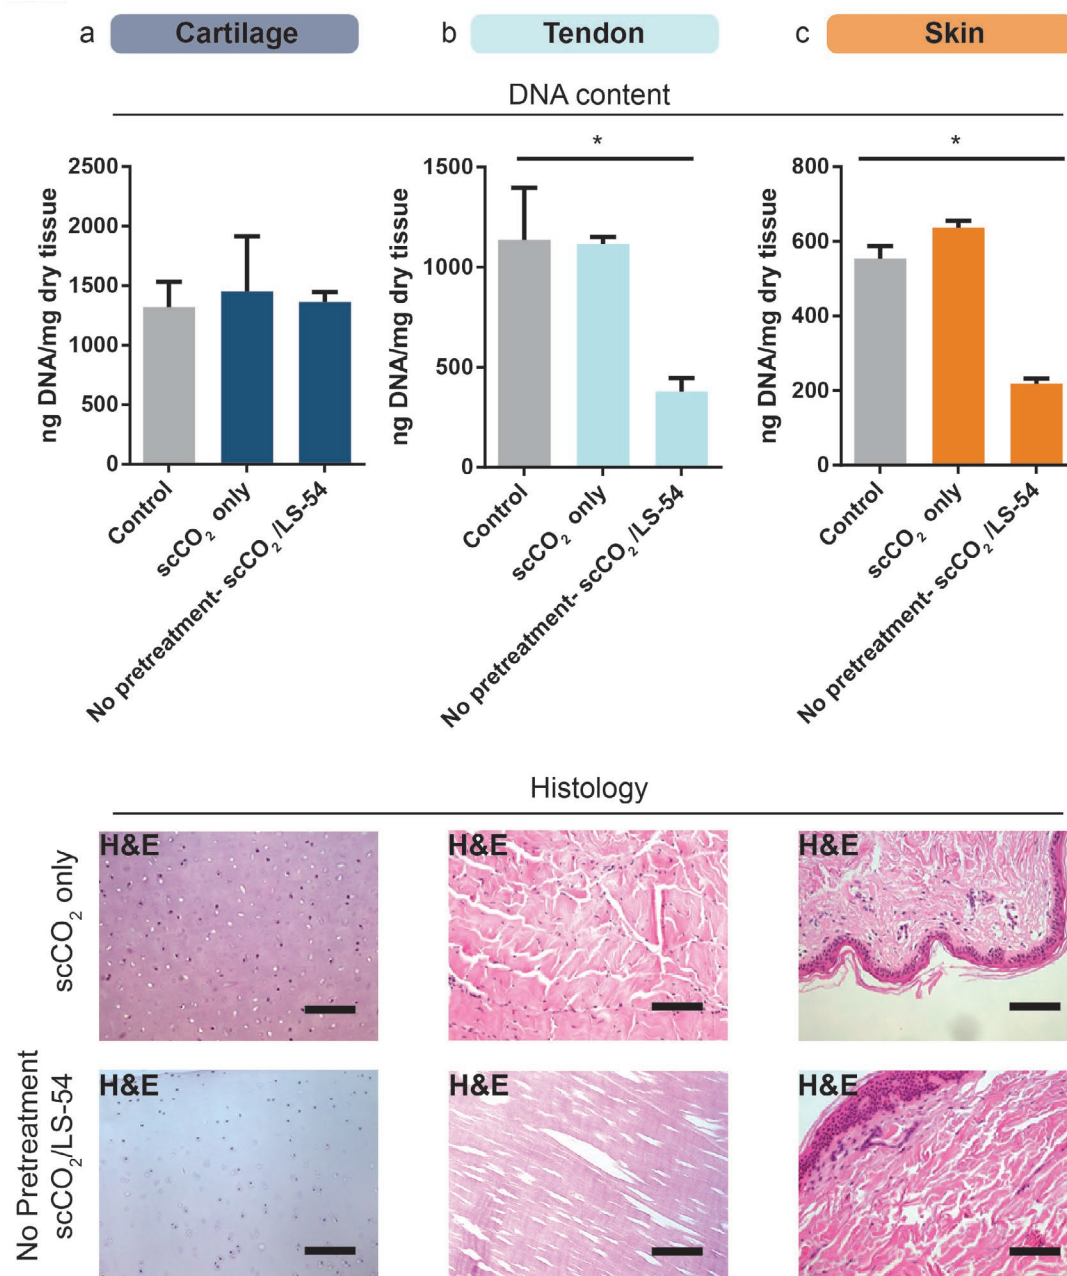 a Cartilage
b Tendon
c Skin
DNA content
ng DNA/mg dry tissue
2500
2000
1500
1000
500
0
Control
scCO₂ only
No pretreatment- scCO₂/LS-54
*
ng DNA/mg dry tissue
1500
1000
500
0
Control
scCO₂ only
No pretreatment- scCO₂/LS-54
*
ng DNA/mg dry tissue
800
600
400
200
0
Control
scCO₂ only
No pretreatment- scCO₂/LS-54
Histology
scCO₂ only
H&E
H&E
H&E
No Pretreatment
scCO₂/LS-54
H&E
H&E
H&E